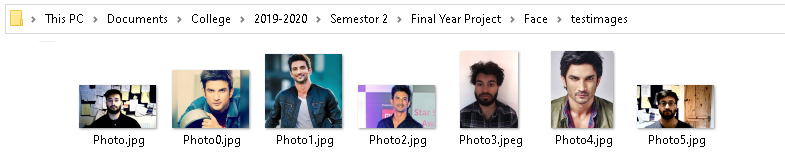 This PC > Documents > College > 2019-2020 > Semestor 2 > Final Year Project > Face > testimages
Star
Photo.jpg Photo0.jpg Photo1.jpg Photo2.jpg Photo3.jpeg Photo4.jpg Photo5.jpg